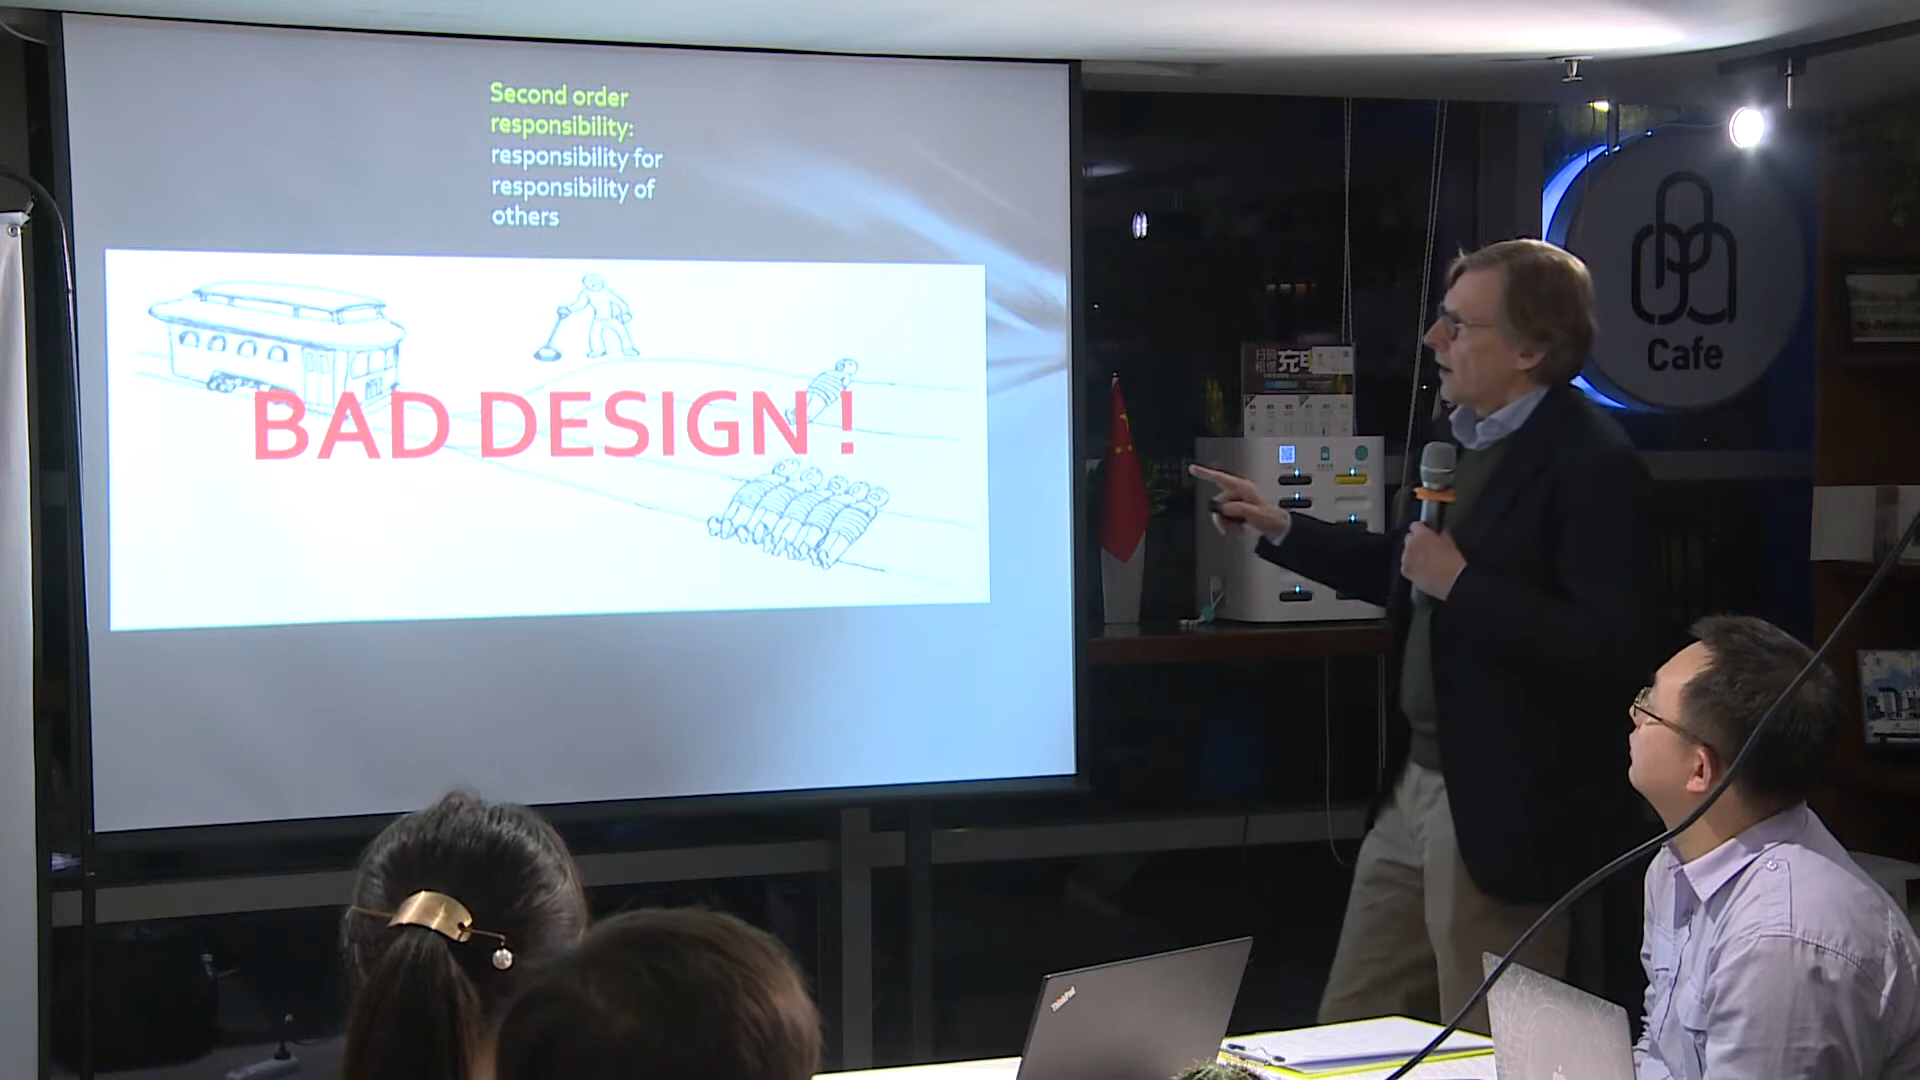 Second order
responsibility:
responsibility for
responsibility of
others
BAD DESIGN !
Cafe
ThinkPad